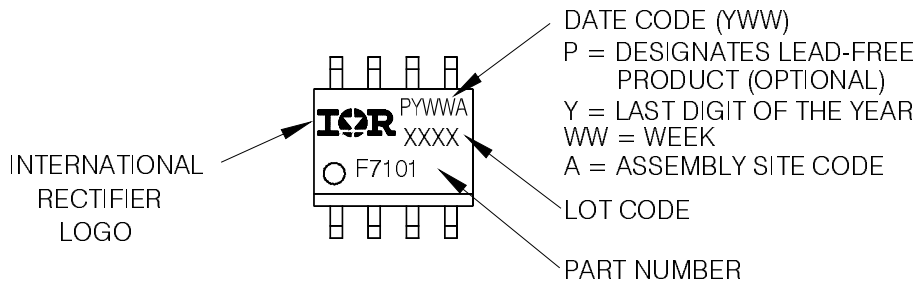 DATE CODE (YWW)
P = DESIGNATES LEAD-FREE
PRODUCT (OPTIONAL)
Y = LAST DIGIT OF THE YEAR
WW = WEEK
A = ASSEMBLY SITE CODE
LOT CODE
PART NUMBER
INTERNATIONAL
RECTIFIER
LOGO
PYWWA
IOR
XXXX
F7101